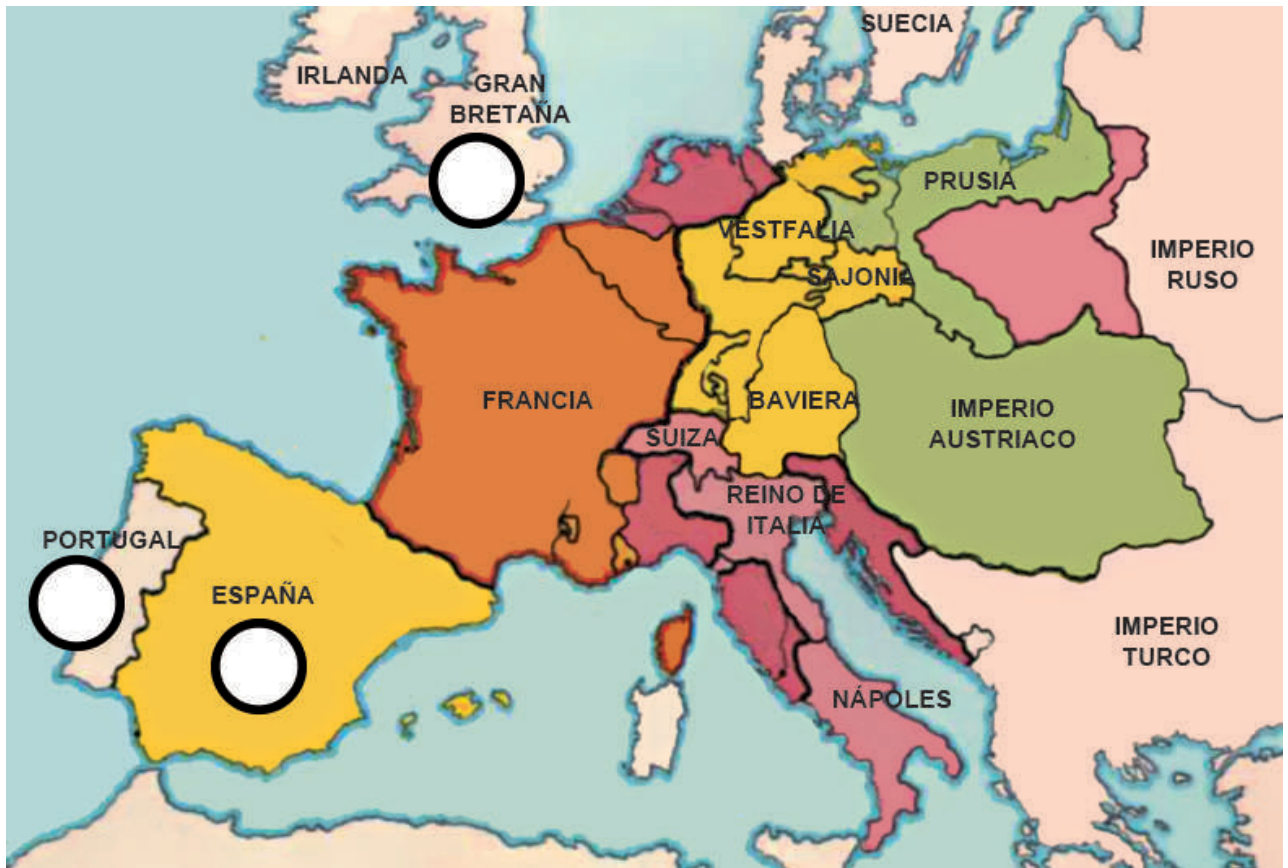 SUECIA
IRLANDA
GRAN
BRETAÑA
PRUSIA
VESTFALIA
IMPERIO
RUSO
SAJONIA
FRANCIA
BAVIERA
IMPERIO
AUSTRIACO
SUIZA
REINO DE
ITALIA
PORTUGAL
ESPAÑA
IMPERIO
TURCO
NÁPOLES